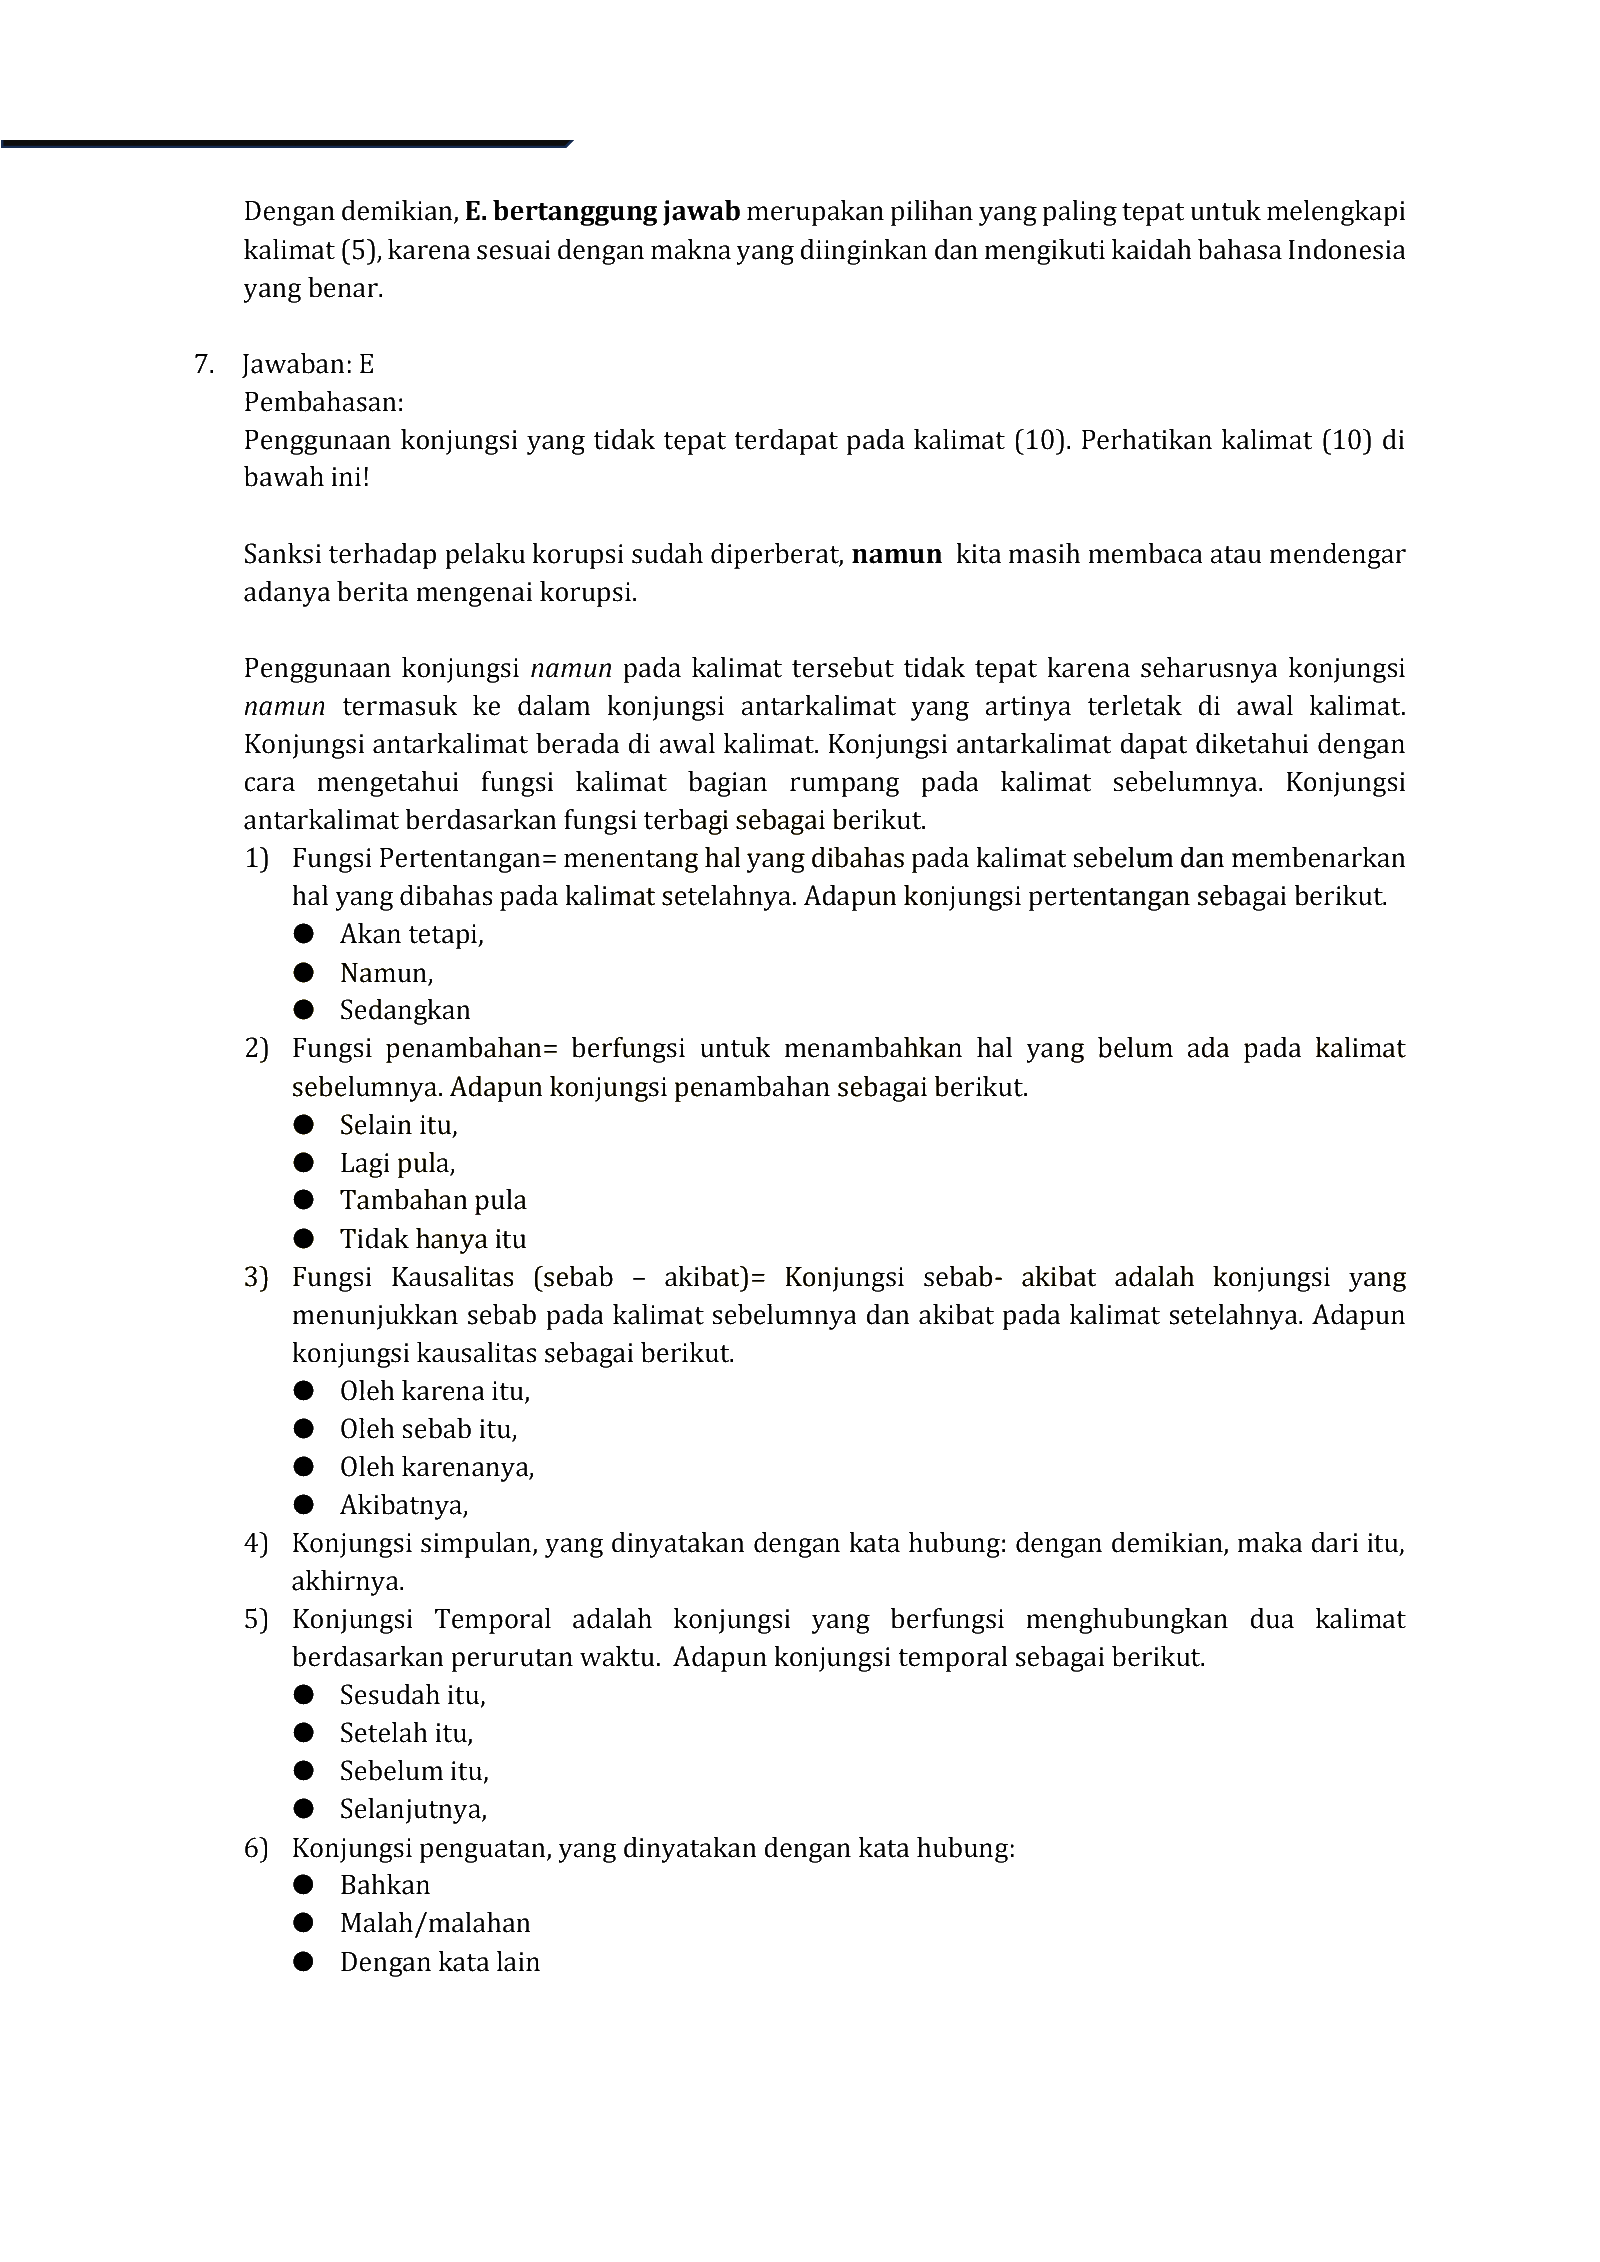 Dengan demikian, E. bertanggung jawab merupakan pilihan yang paling tepat untuk melengkapi
kalimat (5), karena sesuai dengan makna yang diinginkan dan mengikuti kaidah bahasa Indonesia
yang benar.
7. Jawaban: E
Pembahasan:
Penggunaan konjungsi yang tidak tepat terdapat pada kalimat (10). Perhatikan kalimat (10) di
bawah ini!
Sanksi terhadap pelaku korupsi sudah diperberat, namun kita masih membaca atau mendengar
adanya berita mengenai korupsi.
Penggunaan konjungsi namun pada kalimat tersebut tidak tepat karena seharusnya konjungsi
namun termasuk ke dalam konjungsi antarkalimat yang artinya terletak di awal kalimat.
Konjungsi antarkalimat berada di awal kalimat. Konjungsi antarkalimat dapat diketahui dengan
cara mengetahui fungsi kalimat bagian rumpang pada kalimat sebelumnya. Konjungsi
antarkalimat berdasarkan fungsi terbagi sebagai berikut.
1) Fungsi Pertentangan= menentang hal yang dibahas pada kalimat sebelum dan membenarkan
hal yang dibahas pada kalimat setelahnya. Adapun konjungsi pertentangan sebagai berikut.
● Akan tetapi,
● Namun,
● Sedangkan
2) Fungsi penambahan= berfungsi untuk menambahkan hal yang belum ada pada kalimat
sebelumnya. Adapun konjungsi penambahan sebagai berikut.
● Selain itu,
● Lagi pula,
● Tambahan pula
● Tidak hanya itu
3) Fungsi Kausalitas (sebab – akibat)= Konjungsi sebab- akibat adalah konjungsi yang
menunjukkan sebab pada kalimat sebelumnya dan akibat pada kalimat setelahnya. Adapun
konjungsi kausalitas sebagai berikut.
● Oleh karena itu,
● Oleh sebab itu,
● Oleh karenanya,
● Akibatnya,
4) Konjungsi simpulan, yang dinyatakan dengan kata hubung: dengan demikian, maka dari itu,
akhirnya.
5) Konjungsi Temporal adalah konjungsi yang berfungsi menghubungkan dua kalimat
berdasarkan perurutan waktu. Adapun konjungsi temporal sebagai berikut.
● Sesudah itu,
● Setelah itu,
● Sebelum itu,
● Selanjutnya,
6) Konjungsi penguatan, yang dinyatakan dengan kata hubung:
● Bahkan
● Malah/malahan
● Dengan kata lain